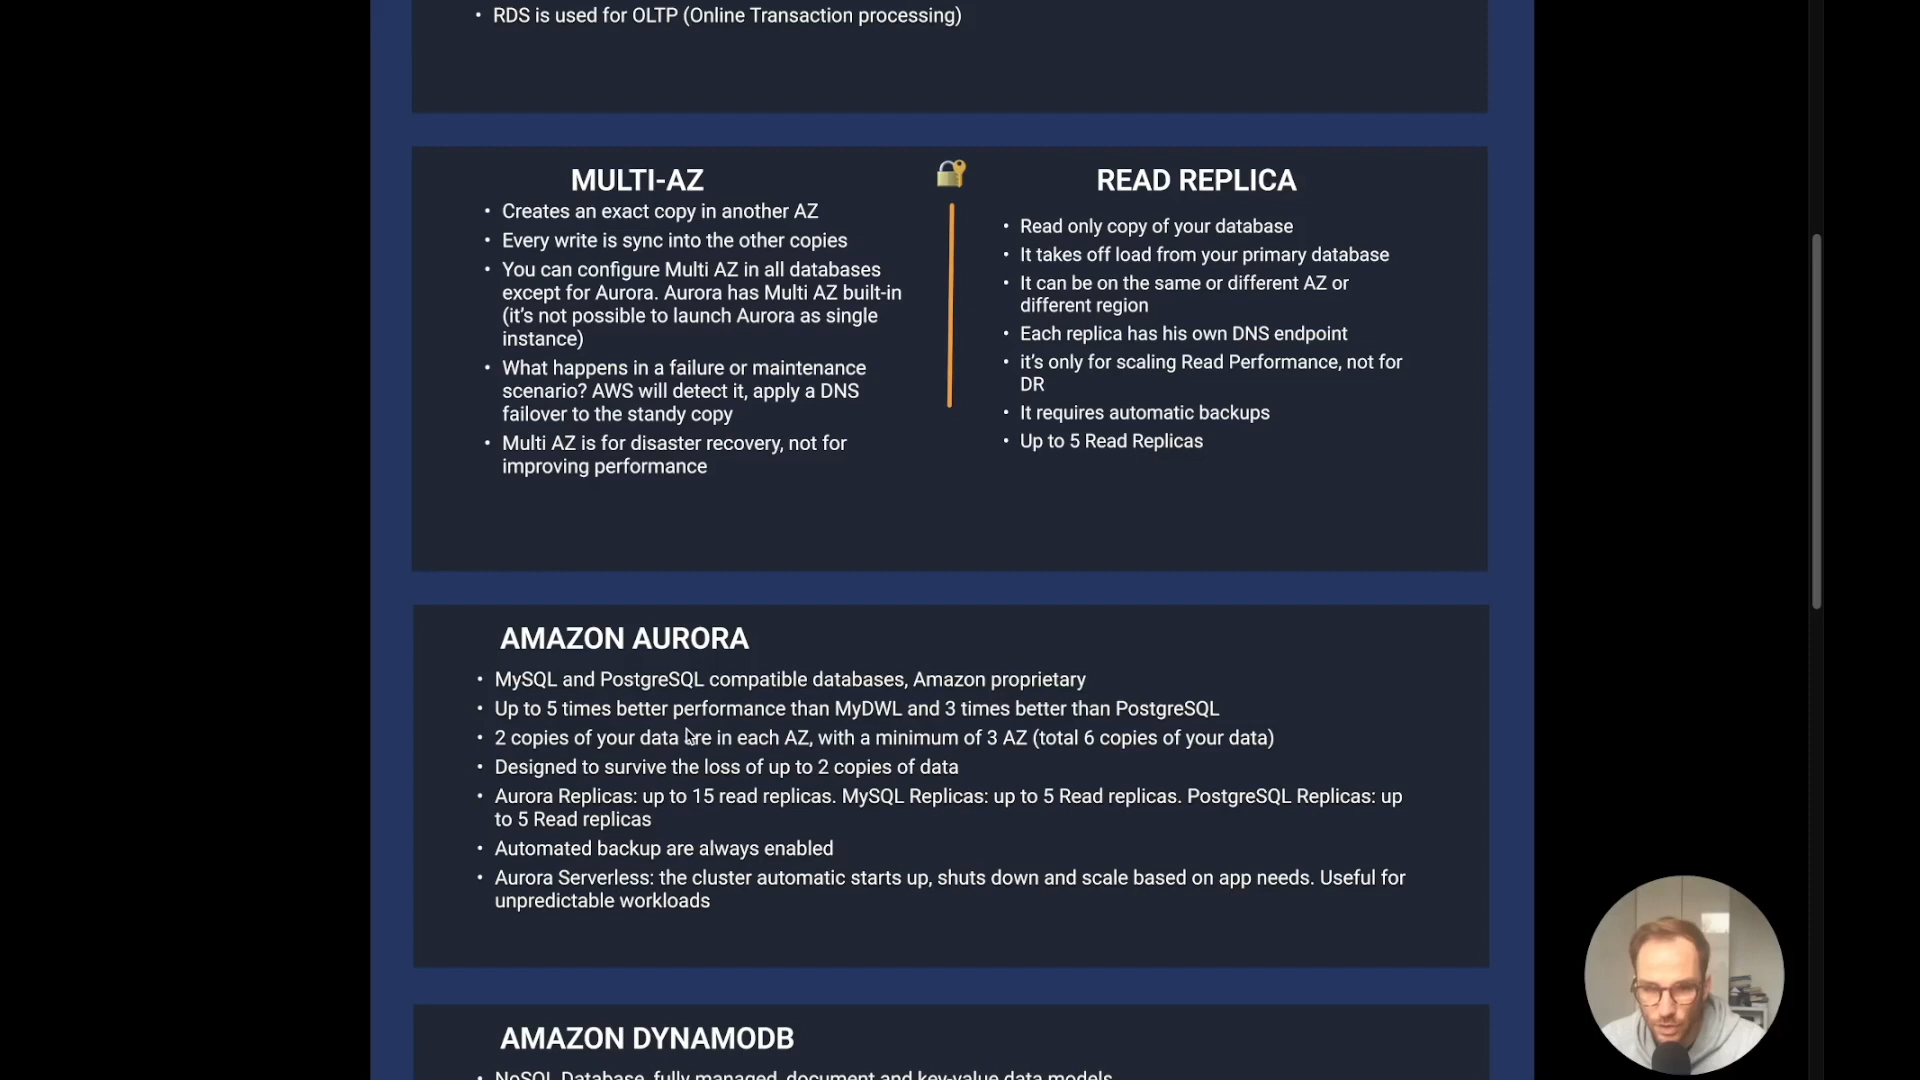 • RDS is used for OLTP (Online Transaction processing)
MULTI-AZ
• Creates an exact copy in another AZ
• Every write is sync into the other copies
• You can configure Multi AZ in all databases
except for Aurora. Aurora has Multi AZ built-in
(it’s not possible to launch Aurora as single
instance)
• What happens in a failure or maintenance
scenario? AWS will detect it, apply a DNS
failover to the standy copy
• Multi AZ is for disaster recovery, not for
improving performance
READ REPLICA
• Read only copy of your database
• It takes off load from your primary database
• It can be on the same or different AZ or
different region
• Each replica has his own DNS endpoint
• it’s only for scaling Read Performance, not for
DR
• It requires automatic backups
• Up to 5 Read Replicas
AMAZON AURORA
• MySQL and PostgreSQL compatible databases, Amazon proprietary
• Up to 5 times better performance than MyDWL and 3 times better than PostgreSQL
• 2 copies of your data are in each AZ, with a minimum of 3 AZ (total 6 copies of your data)
• Designed to survive the loss of up to 2 copies of data
• Aurora Replicas: up to 15 read replicas. MySQL Replicas: up to 5 Read replicas. PostgreSQL Replicas: up
to 5 Read replicas
• Automated backup are always enabled
• Aurora Serverless: the cluster automatic starts up, shuts down and scale based on app needs. Useful for
unpredictable workloads
AMAZON DYNAMODB
• NoSQL Database, fully managed, document and key-value data models